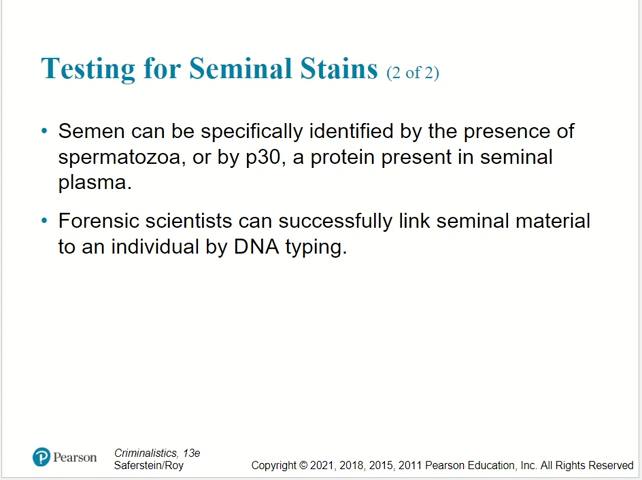 Testing for Seminal Stains (2 of 2)
• Semen can be specifically identified by the presence of
spermatozoa, or by p30, a protein present in seminal
plasma.
• Forensic scientists can successfully link seminal material
to an individual by DNA typing.
P Pearson
Criminalistics, 13e
Saferstein/Roy
Copyright © 2021, 2018, 2015, 2011 Pearson Education, Inc. All Rights Reserved